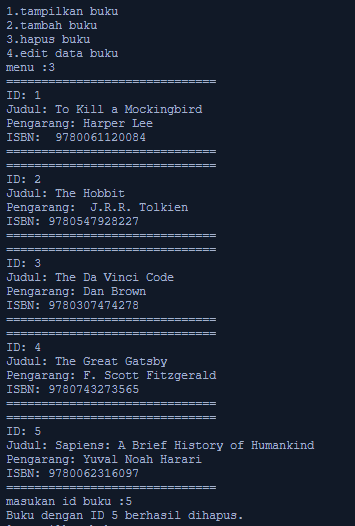 1.tampilkan buku
2.tambah buku
3.hapus buku
4.edit data buku
menu :3
==============================
ID: 1
Judul: To Kill a Mockingbird
Pengarang: Harper Lee
ISBN:  9780061120084
==============================
==============================
ID: 2
Judul: The Hobbit
Pengarang:  J.R.R. Tolkien
ISBN: 9780547928227
==============================
==============================
ID: 3
Judul: The Da Vinci Code
Pengarang: Dan Brown
ISBN: 9780307474278
==============================
==============================
ID: 4
Judul: The Great Gatsby
Pengarang: F. Scott Fitzgerald
ISBN: 9780743273565
==============================
==============================
ID: 5
Judul: Sapiens: A Brief History of Humankind
Pengarang: Yuval Noah Harari
ISBN: 9780062316097
==============================
masukan id buku :5
Buku dengan ID 5 berhasil dihapus.